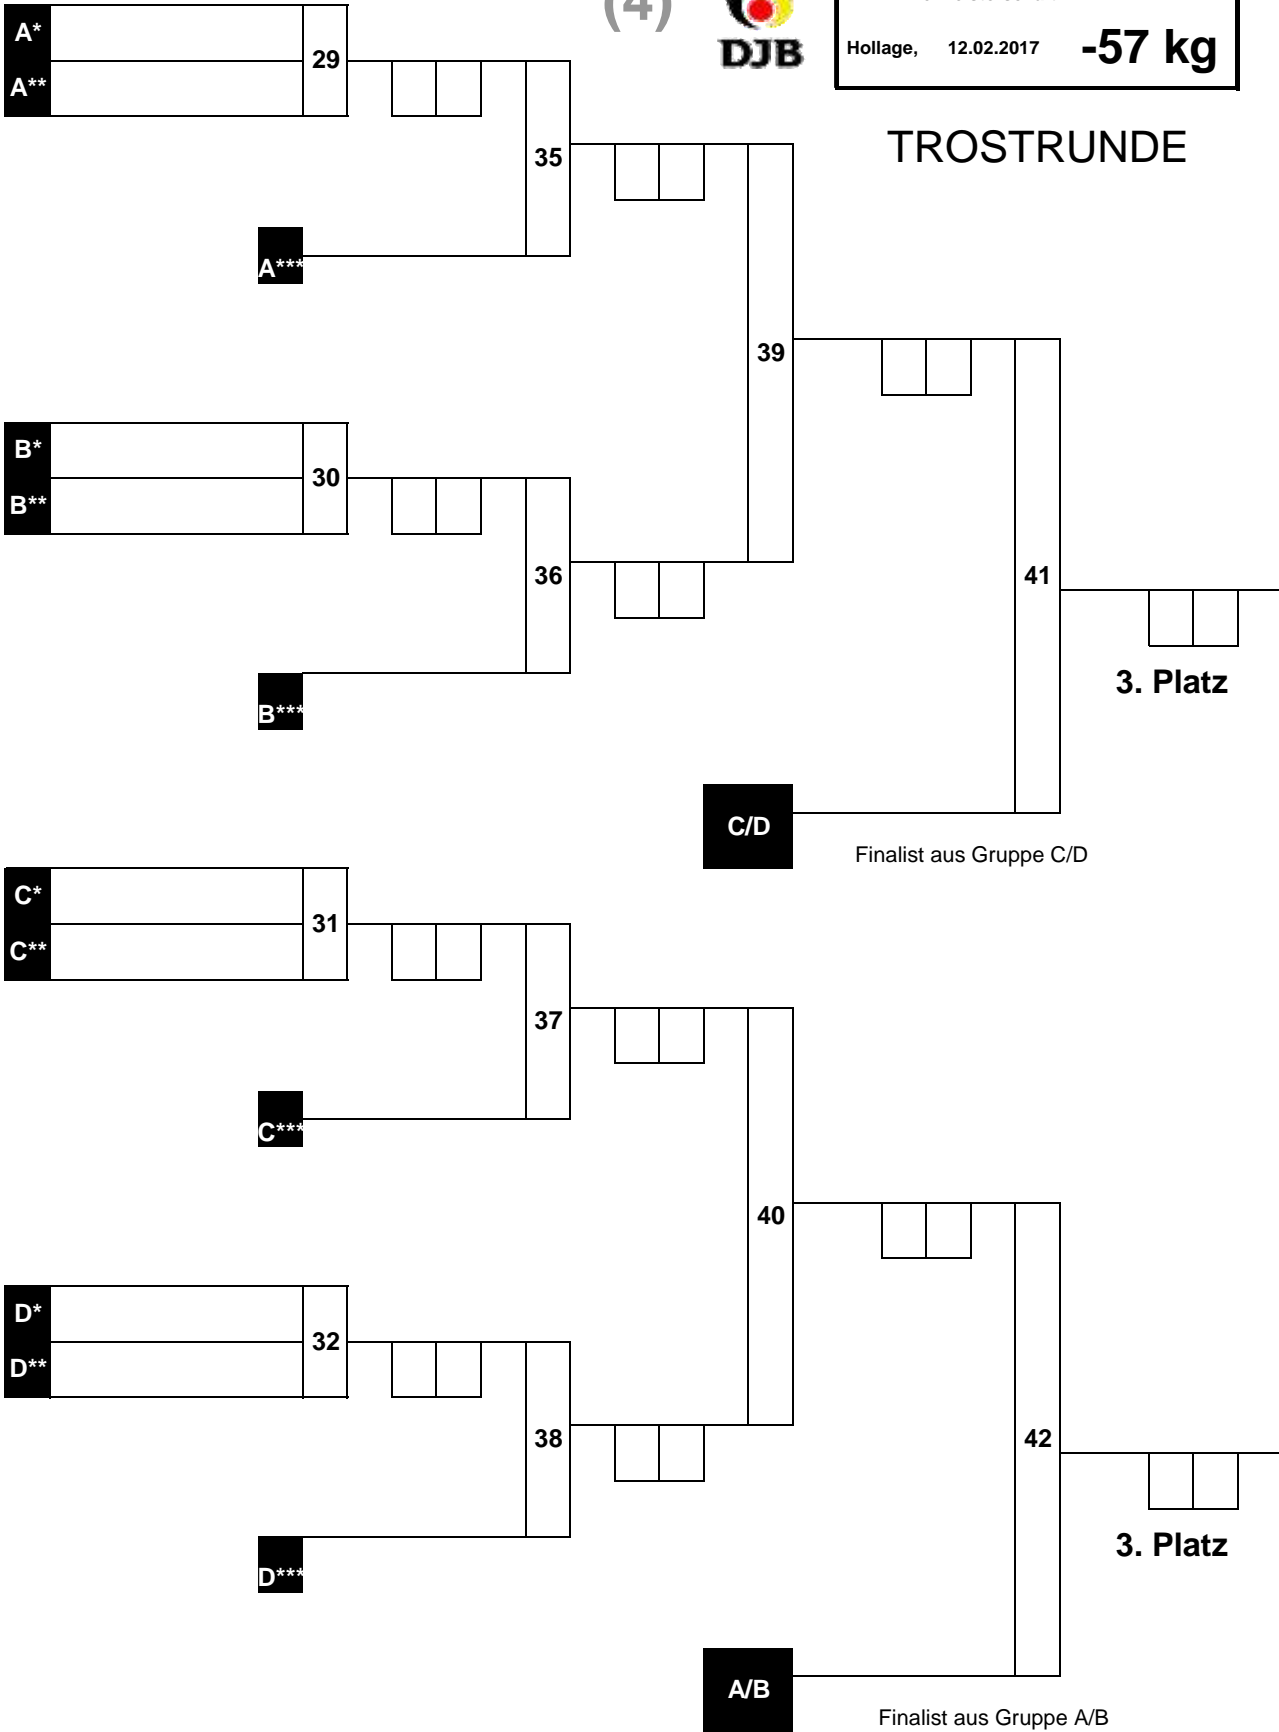 (4)
DJB
Hollage, 12.02.2017 -57 kg
TROSTRUNDE
A*
A**
29
35
A***
39
B*
B**
30
36
41
B***
3. Platz
C/D
Finalist aus Gruppe C/D
C*
C**
31
37
C***
40
D*
D**
32
38
42
D***
3. Platz
A/B
Finalist aus Gruppe A/B